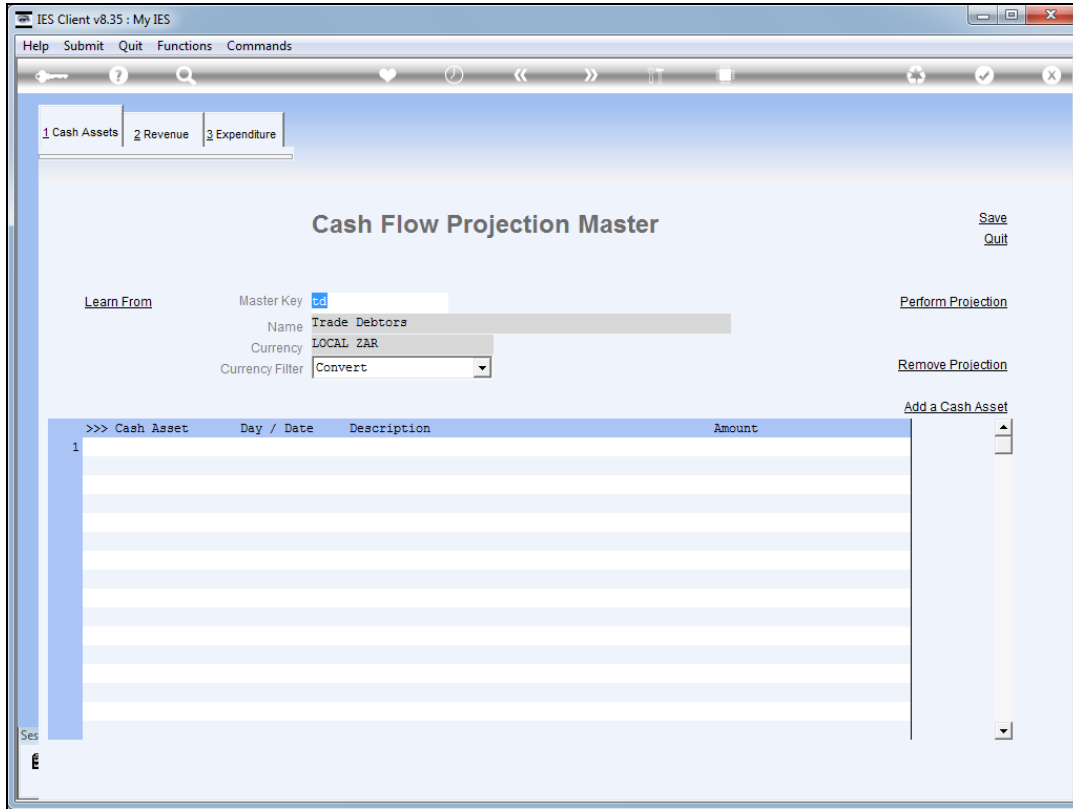 IES Client v8.35 : My IES
Help Submit Quit Functions Commands
1 Cash Assets 2 Revenue 3 Expenditure
Cash Flow Projection Master
Save
Quit
Learn From Master Key td Perform Projection
Name Trade Debtors
Currency LOCAL ZAR
Currency Filter Convert Remove Projection
Add a Cash Asset
>>> Cash Asset Day / Date Description Amount
1
Ses